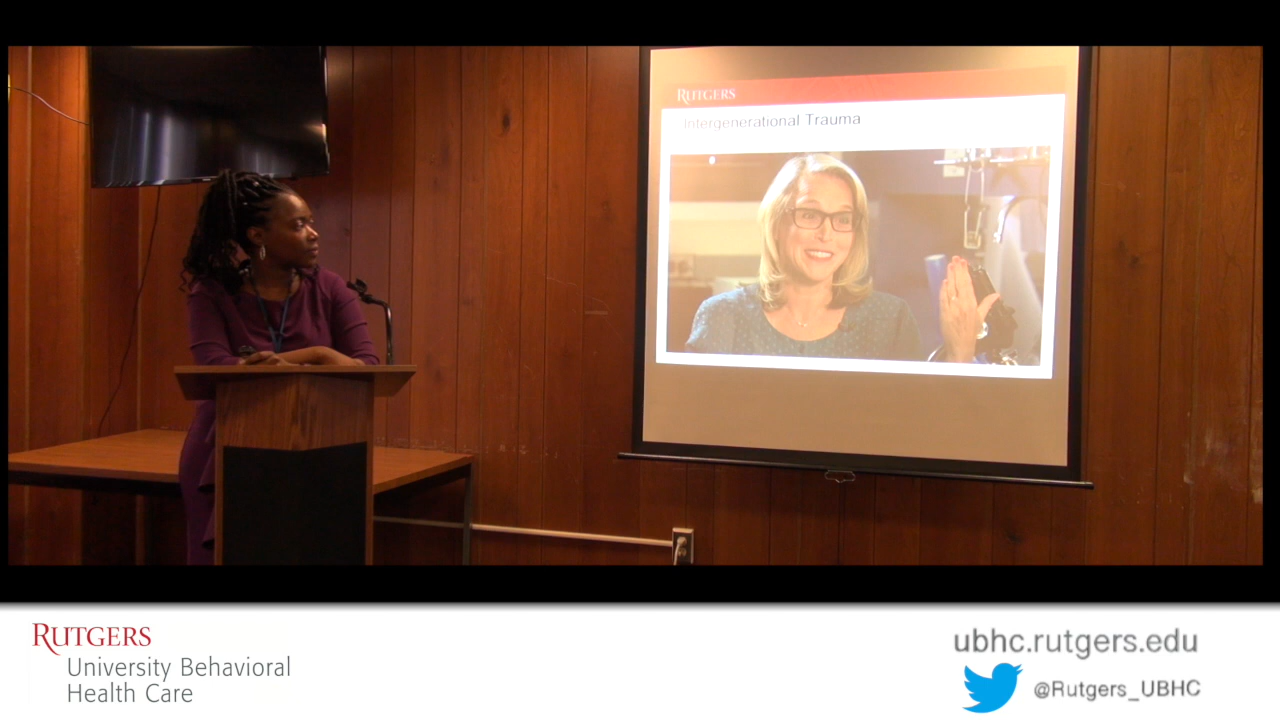 RUTGERS
Intergenerational Trauma
RUTGERS
University Behavioral
Health Care
ubhc.rutgers.edu
@Rutgers_UBHC